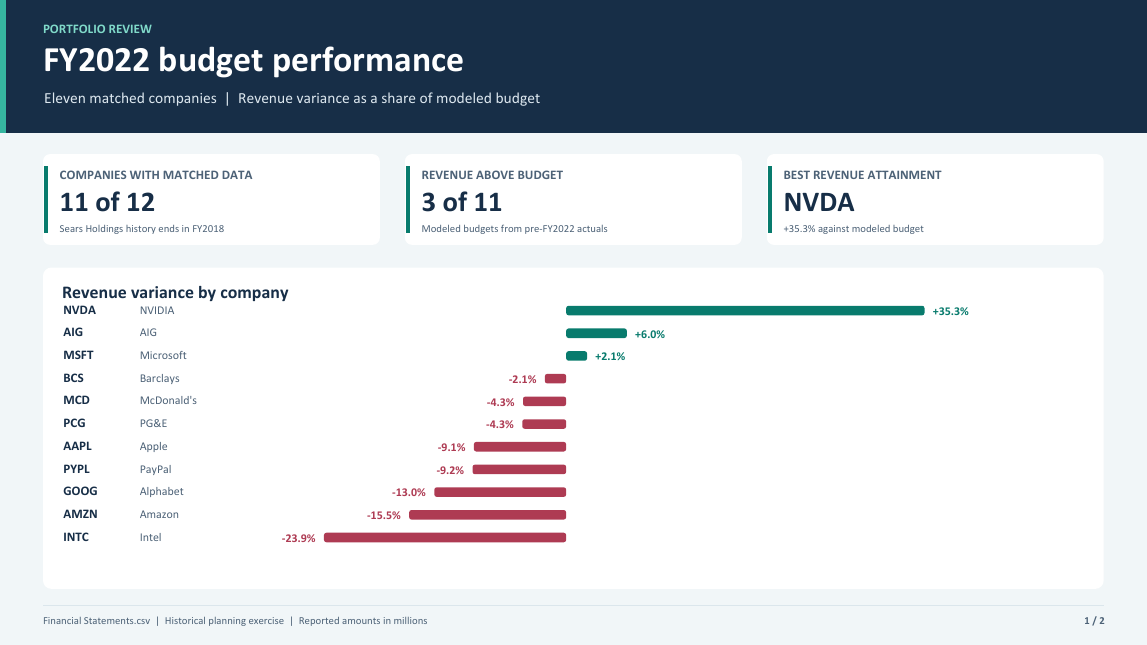 PORTFOLIO REVIEW
FY2022 budget performance
Eleven matched companies | Revenue variance as a share of modeled budget
COMPANIES WITH MATCHED DATA
11 of 12
Sears Holdings history ends in FY2018
REVENUE ABOVE BUDGET
3 of 11
Modeled budgets from pre-FY2022 actuals
BEST REVENUE ATTAINMENT
NVDA
+35.3% against modeled budget
Revenue variance by company
NVDA NVIDIA +35.3%
AIG AIG +6.0%
MSFT Microsoft +2.1%
BCS Barclays -2.1%
MCD McDonald's -4.3%
PCG PG&E -4.3%
AAPL Apple -9.1%
PYPL PayPal -9.2%
GOOG Alphabet -13.0%
AMZN Amazon -15.5%
INTC Intel -23.9%
Financial Statements.csv | Historical planning exercise | Reported amounts in millions
1 / 2